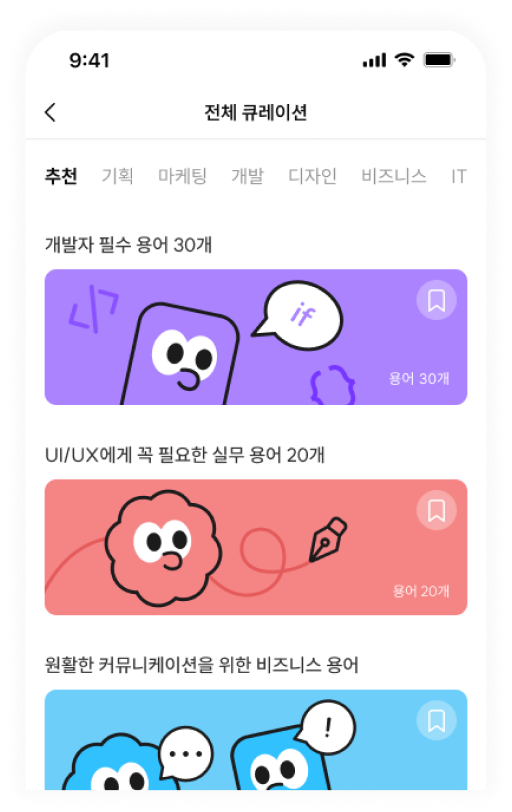 9:41
전체 큐레이션
추천 기획 마케팅 개발 디자인 비즈니스 IT
개발자 필수 용어 30개
</>
if
{}
용어 30개
UI/UX에게 꼭 필요한 실무 용어 20개
용어 20개
원활한 커뮤니케이션을 위한 비즈니스 용어
...
!